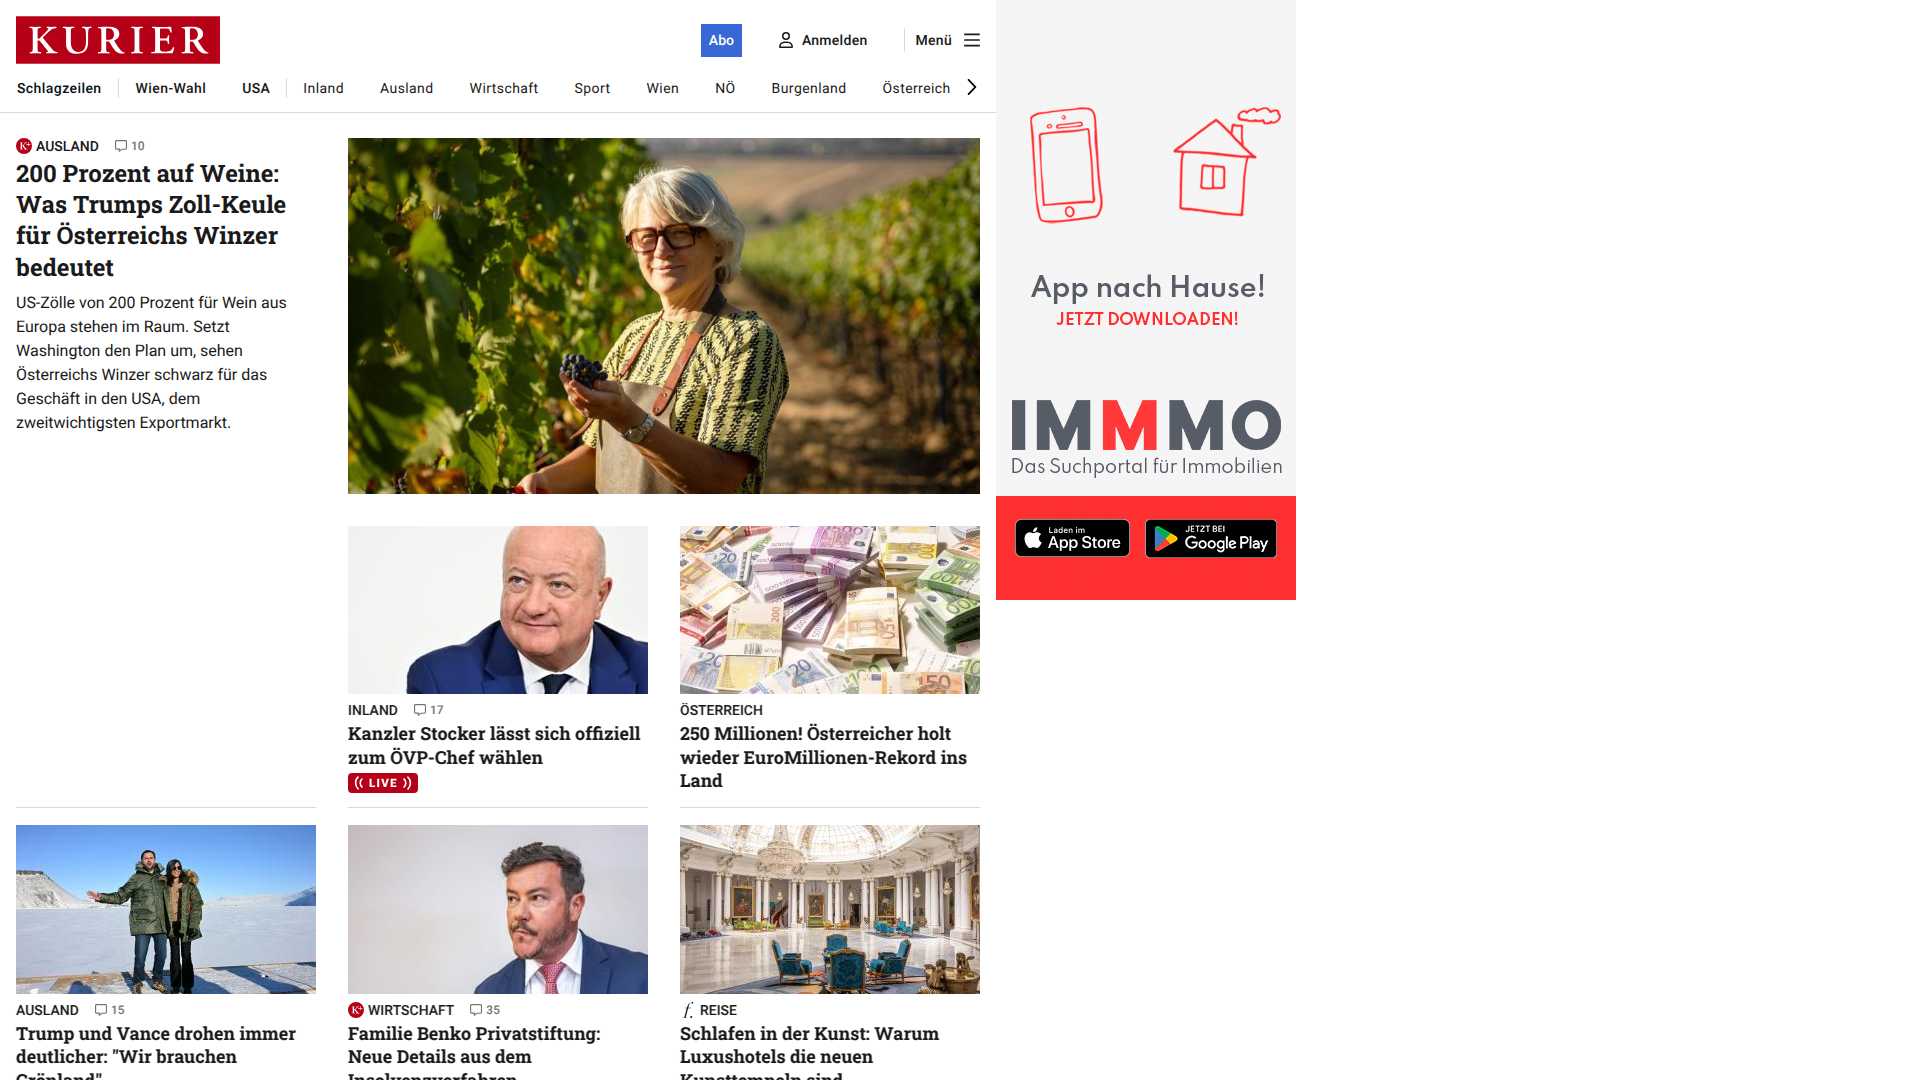 KURIER
Abo
Anmelden
Menü
Schlagzeilen
Wien-Wahl
USA
Inland
Ausland
Wirtschaft
Sport
Wien
NÖ
Burgenland
Österreich
AUSLAND 10
200 Prozent auf Weine:
Was Trumps Zoll-Keule
für Österreichs Winzer
bedeutet
US-Zölle von 200 Prozent für Wein aus
Europa stehen im Raum. Setzt
Washington den Plan um, sehen
Österreichs Winzer schwarz für das
Geschäft in den USA, dem
zweitwichtigsten Exportmarkt.
INLAND 17
Kanzler Stocker lässt sich offiziell
zum ÖVP-Chef wählen
LIVE
ÖSTERREICH
250 Millionen! Österreicher holt
wieder EuroMillionen-Rekord ins
Land
AUSLAND 15
Trump und Vance drohen immer
deutlicher: "Wir brauchen
Grönland"
WIRTSCHAFT 35
Familie Benko Privatstiftung:
Neue Details aus dem
Insolvenzverfahren
f. REISE
Schlafen in der Kunst: Warum
Luxushotels die neuen
Kunsttempeln sind
App nach Hause!
JETZT DOWNLOADEN!
IMMMO
Das Suchportal für Immobilien
Laden im
App Store
JETZT BEI
Google Play